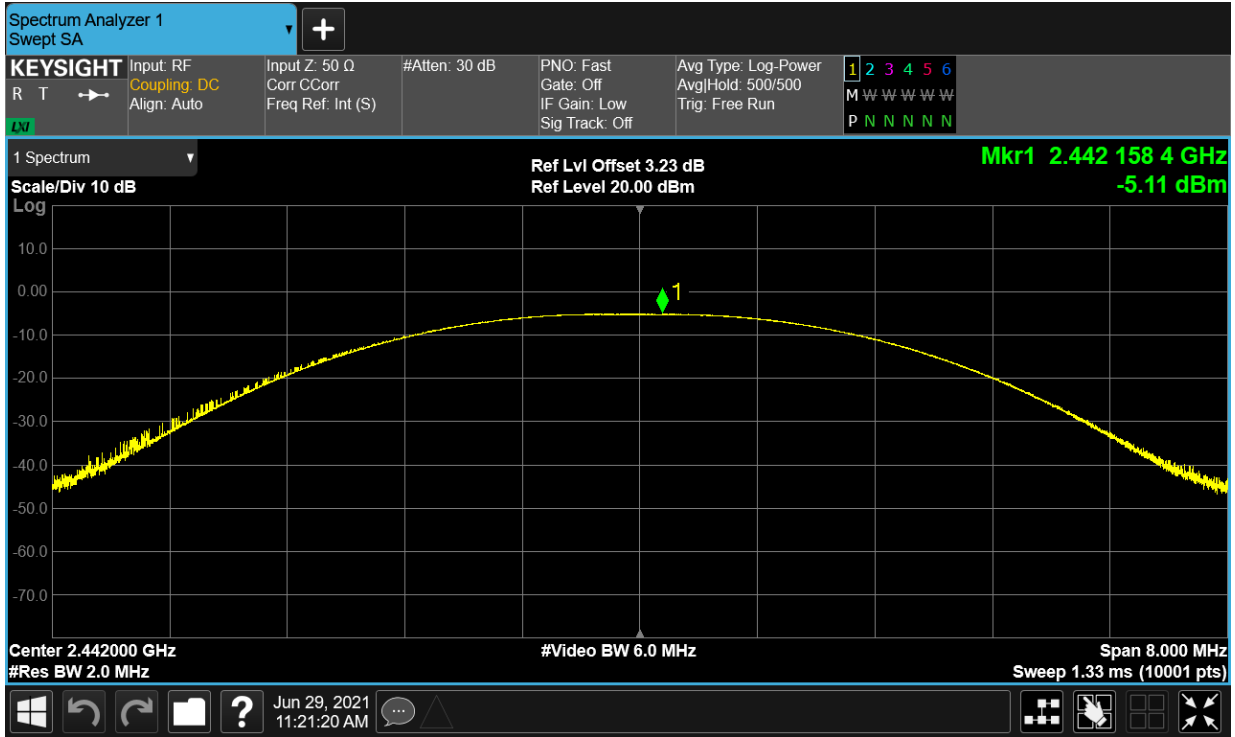 Spectrum Analyzer 1
Swept SA
KEYSIGHT
R T
LXI
Input: RF
Coupling: DC
Align: Auto
Input Z: 50 Ω
Corr CCorr
Freq Ref: Int (S)
#Atten: 30 dB
PNO: Fast
Gate: Off
IF Gain: Low
Sig Track: Off
Avg Type: Log-Power
Avg|Hold: 500/500
Trig: Free Run
1 2 3 4 5 6
M W W W W W W
P N N N N N N
1 Spectrum
Scale/Div 10 dB
Log
Ref Lvl Offset 3.23 dB
Ref Level 20.00 dBm
Mkr1 2.442 158 4 GHz
-5.11 dBm
10.0
0.00
-10.0
-20.0
-30.0
-40.0
-50.0
-60.0
-70.0
1
Center 2.442000 GHz
#Res BW 2.0 MHz
#Video BW 6.0 MHz
Span 8.000 MHz
Sweep 1.33 ms (10001 pts)
?
Jun 29, 2021
11:21:20 AM